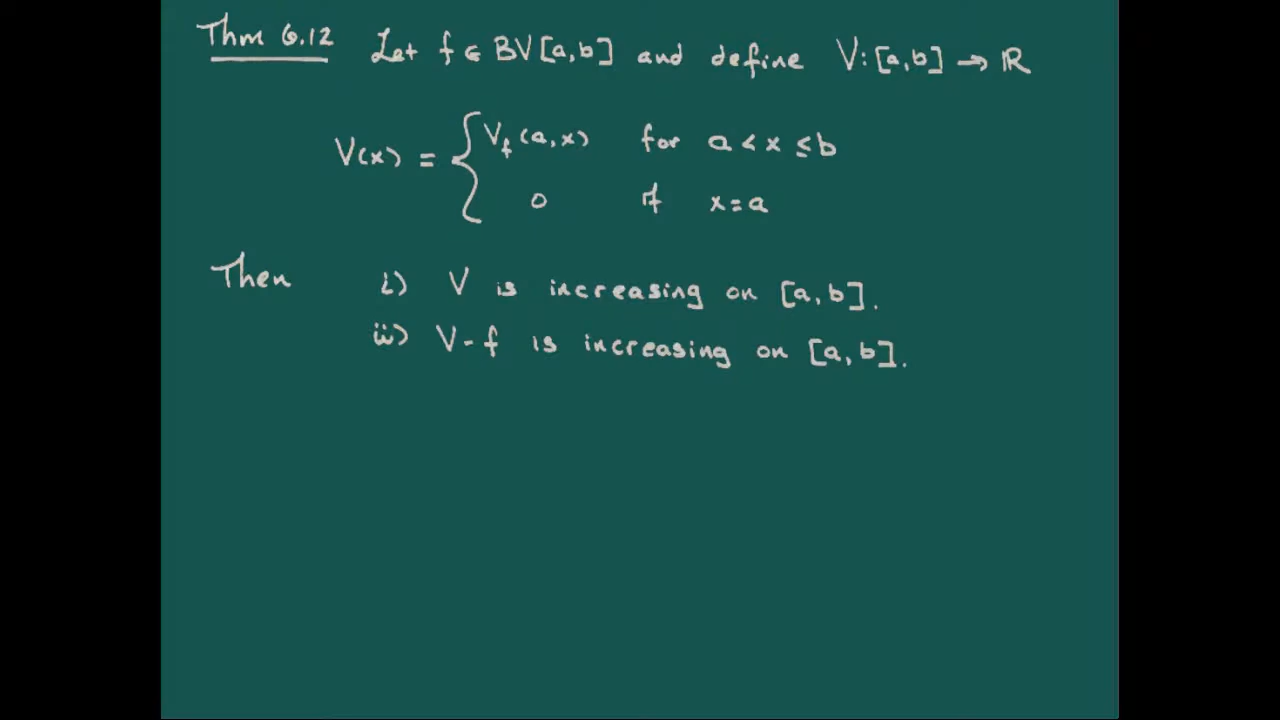 Thm 6.12 Let f ∈ BV[a,b] and define V:[a,b] → ℝ
V(x) = { V_f(a,x) for a < x ≤ b
0 if x=a
Then i) V is increasing on [a,b].
ii) V-f is increasing on [a,b].